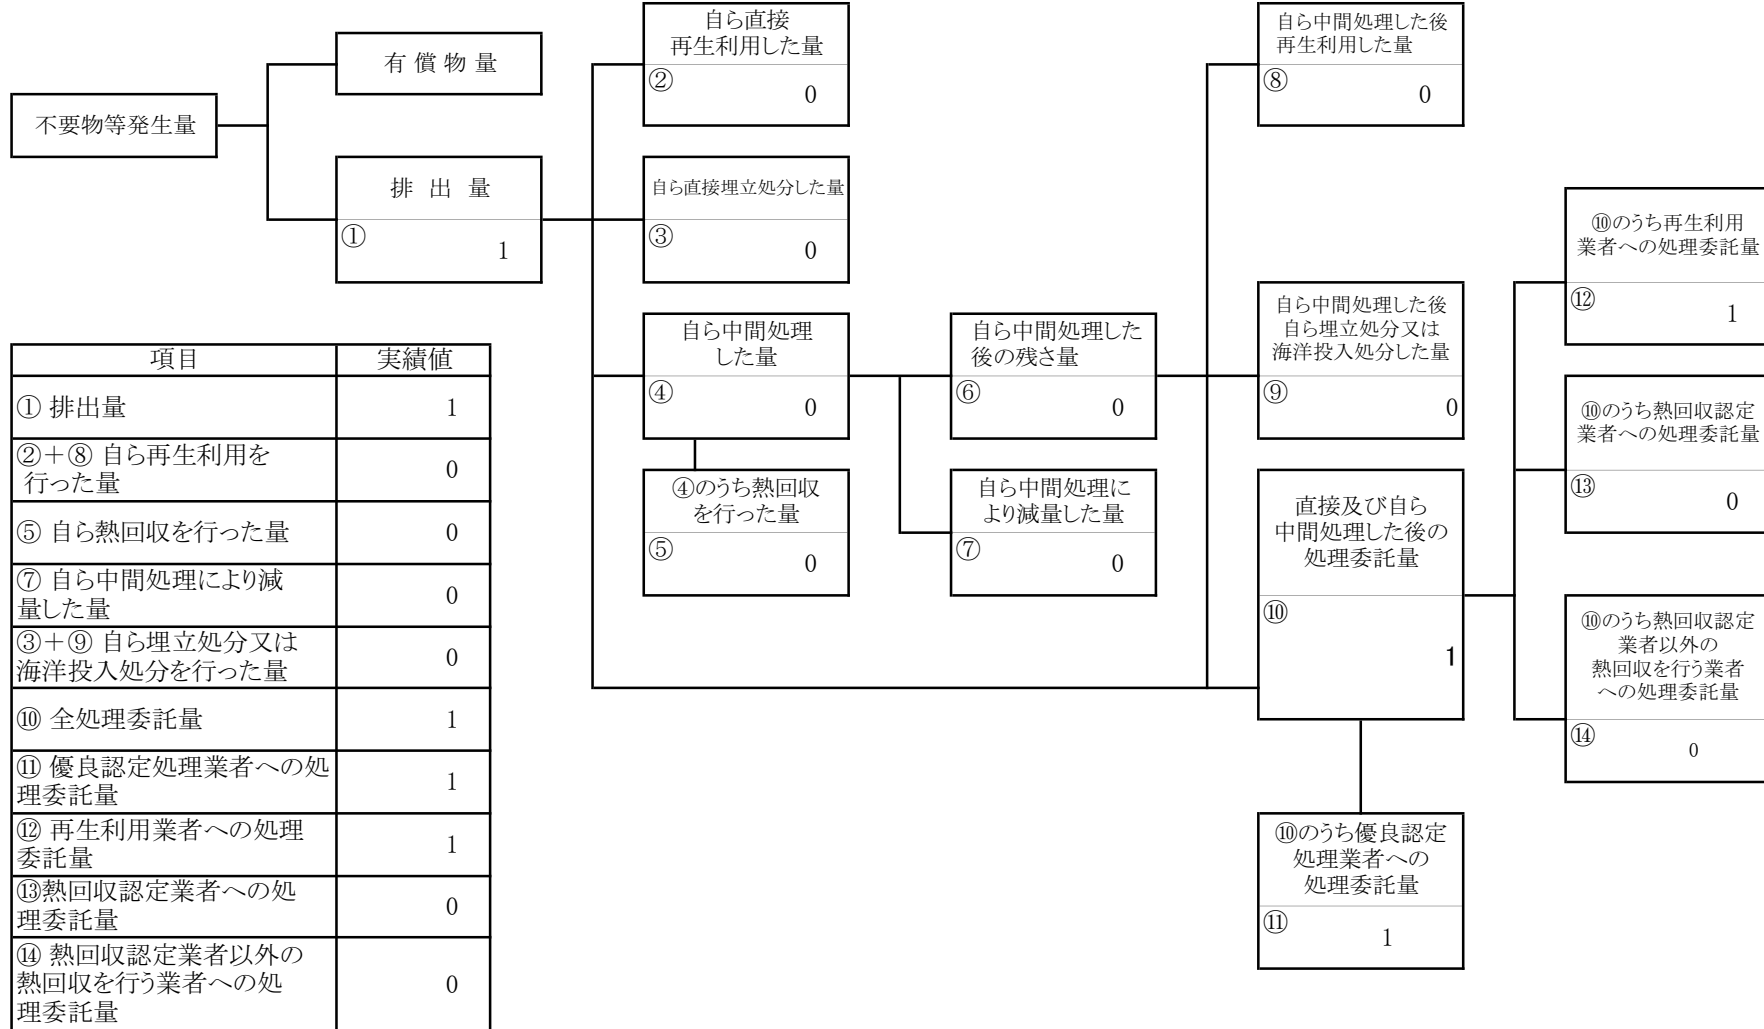 不要物等発生量
有 償 物 量
排 出 量
①
1
自ら直接
再生利用した量
②
0
自ら直接埋立処分した量
③
0
自ら中間処理
した量
④
0
④のうち熱回収
を行った量
⑤
0
自ら中間処理した
後の残さ量
⑥
0
自ら中間処理に
より減量した量
⑦
0
自ら中間処理した後
再生利用した量
⑧
0
自ら中間処理した後
自ら埋立処分又は
海洋投入処分した量
⑨
0
直接及び自ら
中間処理した後の
処理委託量
⑩
1
⑩のうち優良認定
処理業者への
処理委託量
⑪
1
⑩のうち再生利用
業者への処理委託量
⑫
1
⑩のうち熱回収認定
業者への処理委託量
⑬
0
⑩のうち熱回収認定
業者以外の
熱回収を行う業者
への処理委託量
⑭
0
項目 実績値
① 排出量 1
②+⑧ 自ら再生利用を
行った量 0
⑤ 自ら熱回収を行った量 0
⑦ 自ら中間処理により減
量した量 0
③+⑨ 自ら埋立処分又は
海洋投入処分を行った量 0
⑩ 全処理委託量 1
⑪ 優良認定処理業者への処
理委託量 1
⑫ 再生利用業者への処理
委託量 1
⑬熱回収認定業者への処
理委託量 0
⑭ 熱回収認定業者以外の
熱回収を行う業者への処
理委託量 0